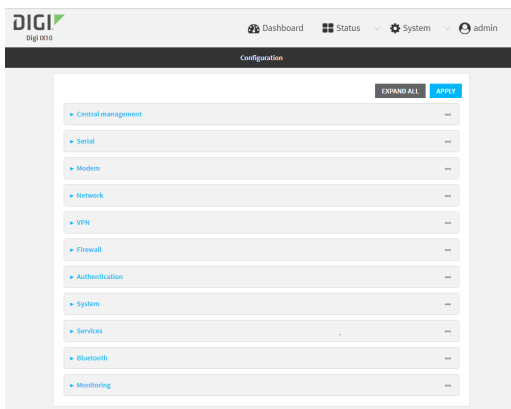 DIGI
Digi IX10
Dashboard Status System admin
Configuration
EXPAND ALL APPLY
Central management
Serial
Modem
Network
VPN
Firewall
Authentication
System
Services
Bluetooth
Monitoring